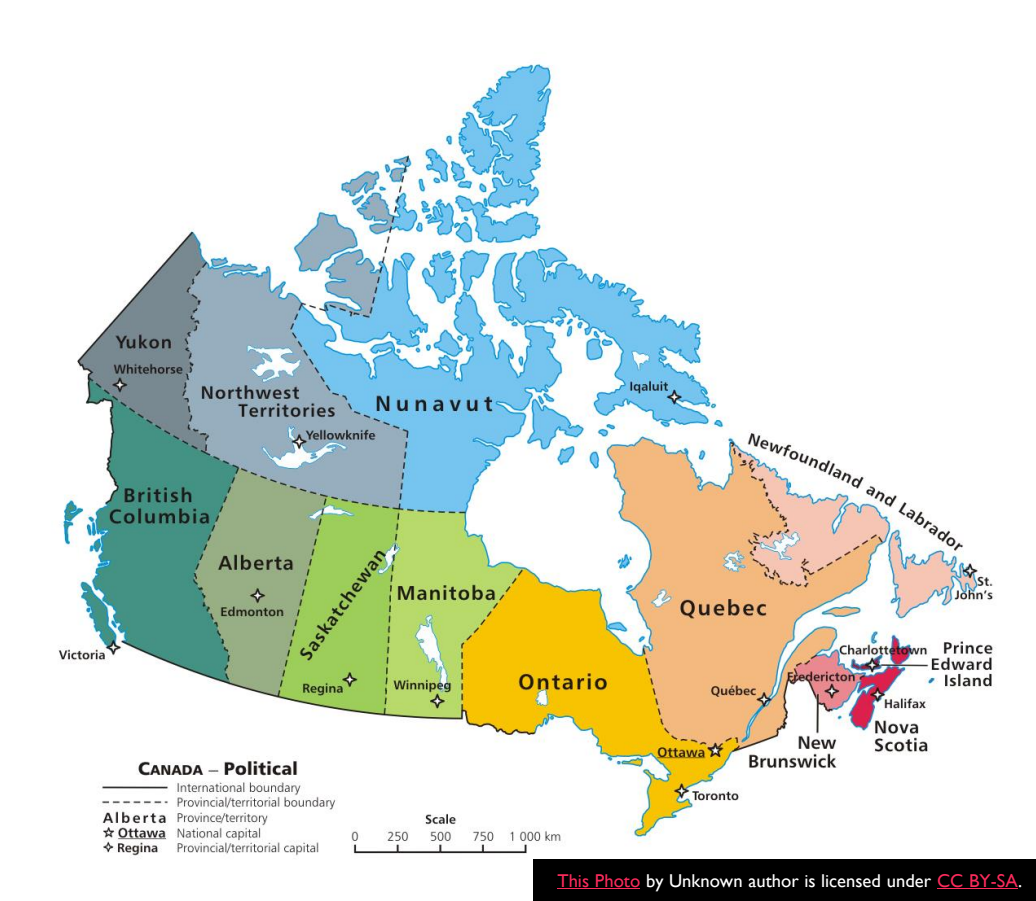 Yukon
Whitehorse
Northwest
Territories
Yellowknife
Nunavut
Iqaluit
British
Columbia
Victoria
Alberta
Edmonton
Saskatchewan
Regina
Manitoba
Winnipeg
Ontario
Ottawa
Toronto
Quebec
Québec
Newfoundland and Labrador
St.
John's
Charlottetown
Prince
Edward
Island
Fredericton
Halifax
New
Brunswick
Nova
Scotia
CANADA – Political
International boundary
Provincial/territorial boundary
Alberta Province/territory
Ottawa National capital
Regina Provincial/territorial capital
Scale
0 250 500 750 1 000 km
This Photo by Unknown author is licensed under CC BY-SA.